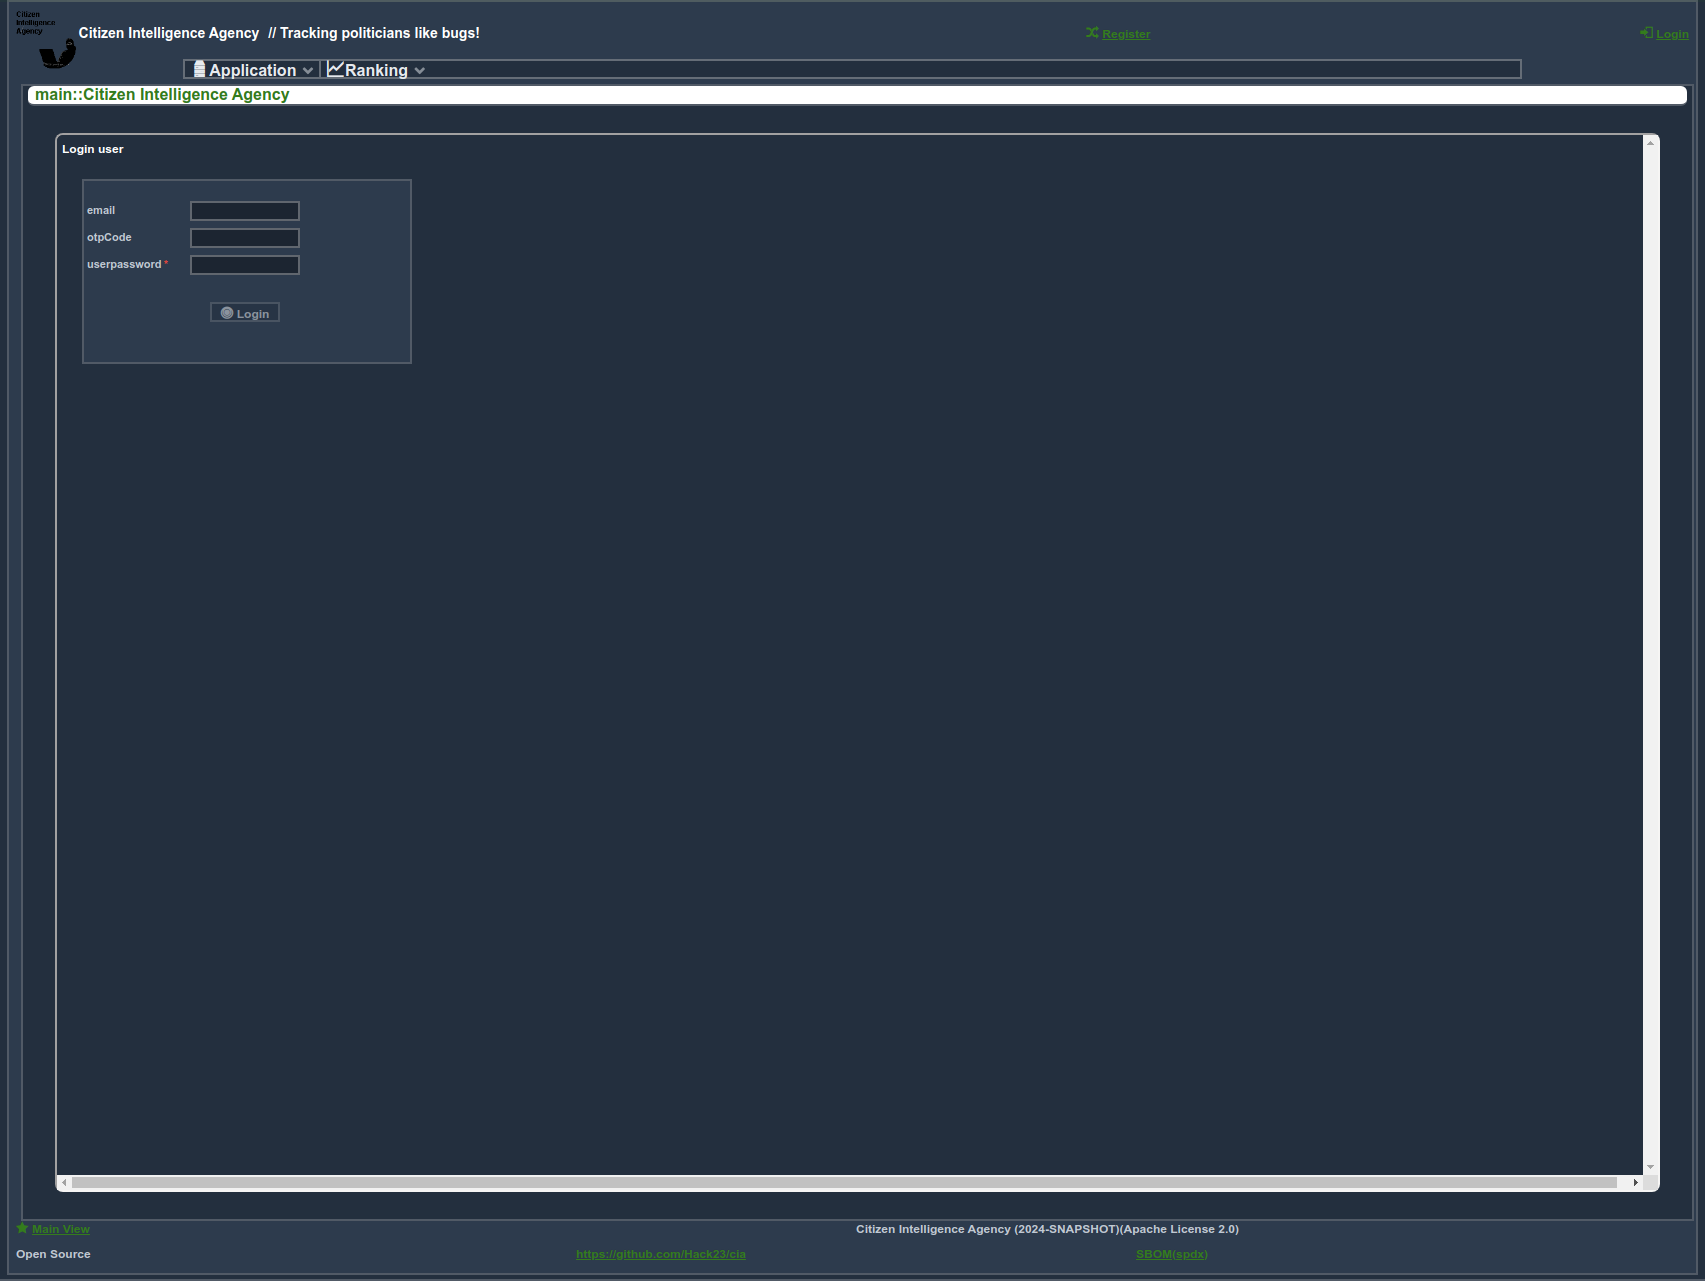 Citizen
Intelligence
Agency
Citizen Intelligence Agency // Tracking politicians like bugs!
Register
Login
Application
Ranking
main::Citizen Intelligence Agency
Login user
email
otpCode
userpassword *
Login
Main View
Citizen Intelligence Agency (2024-SNAPSHOT)(Apache License 2.0)
Open Source
https://github.com/Hack23/cia
SBOM(spdx)